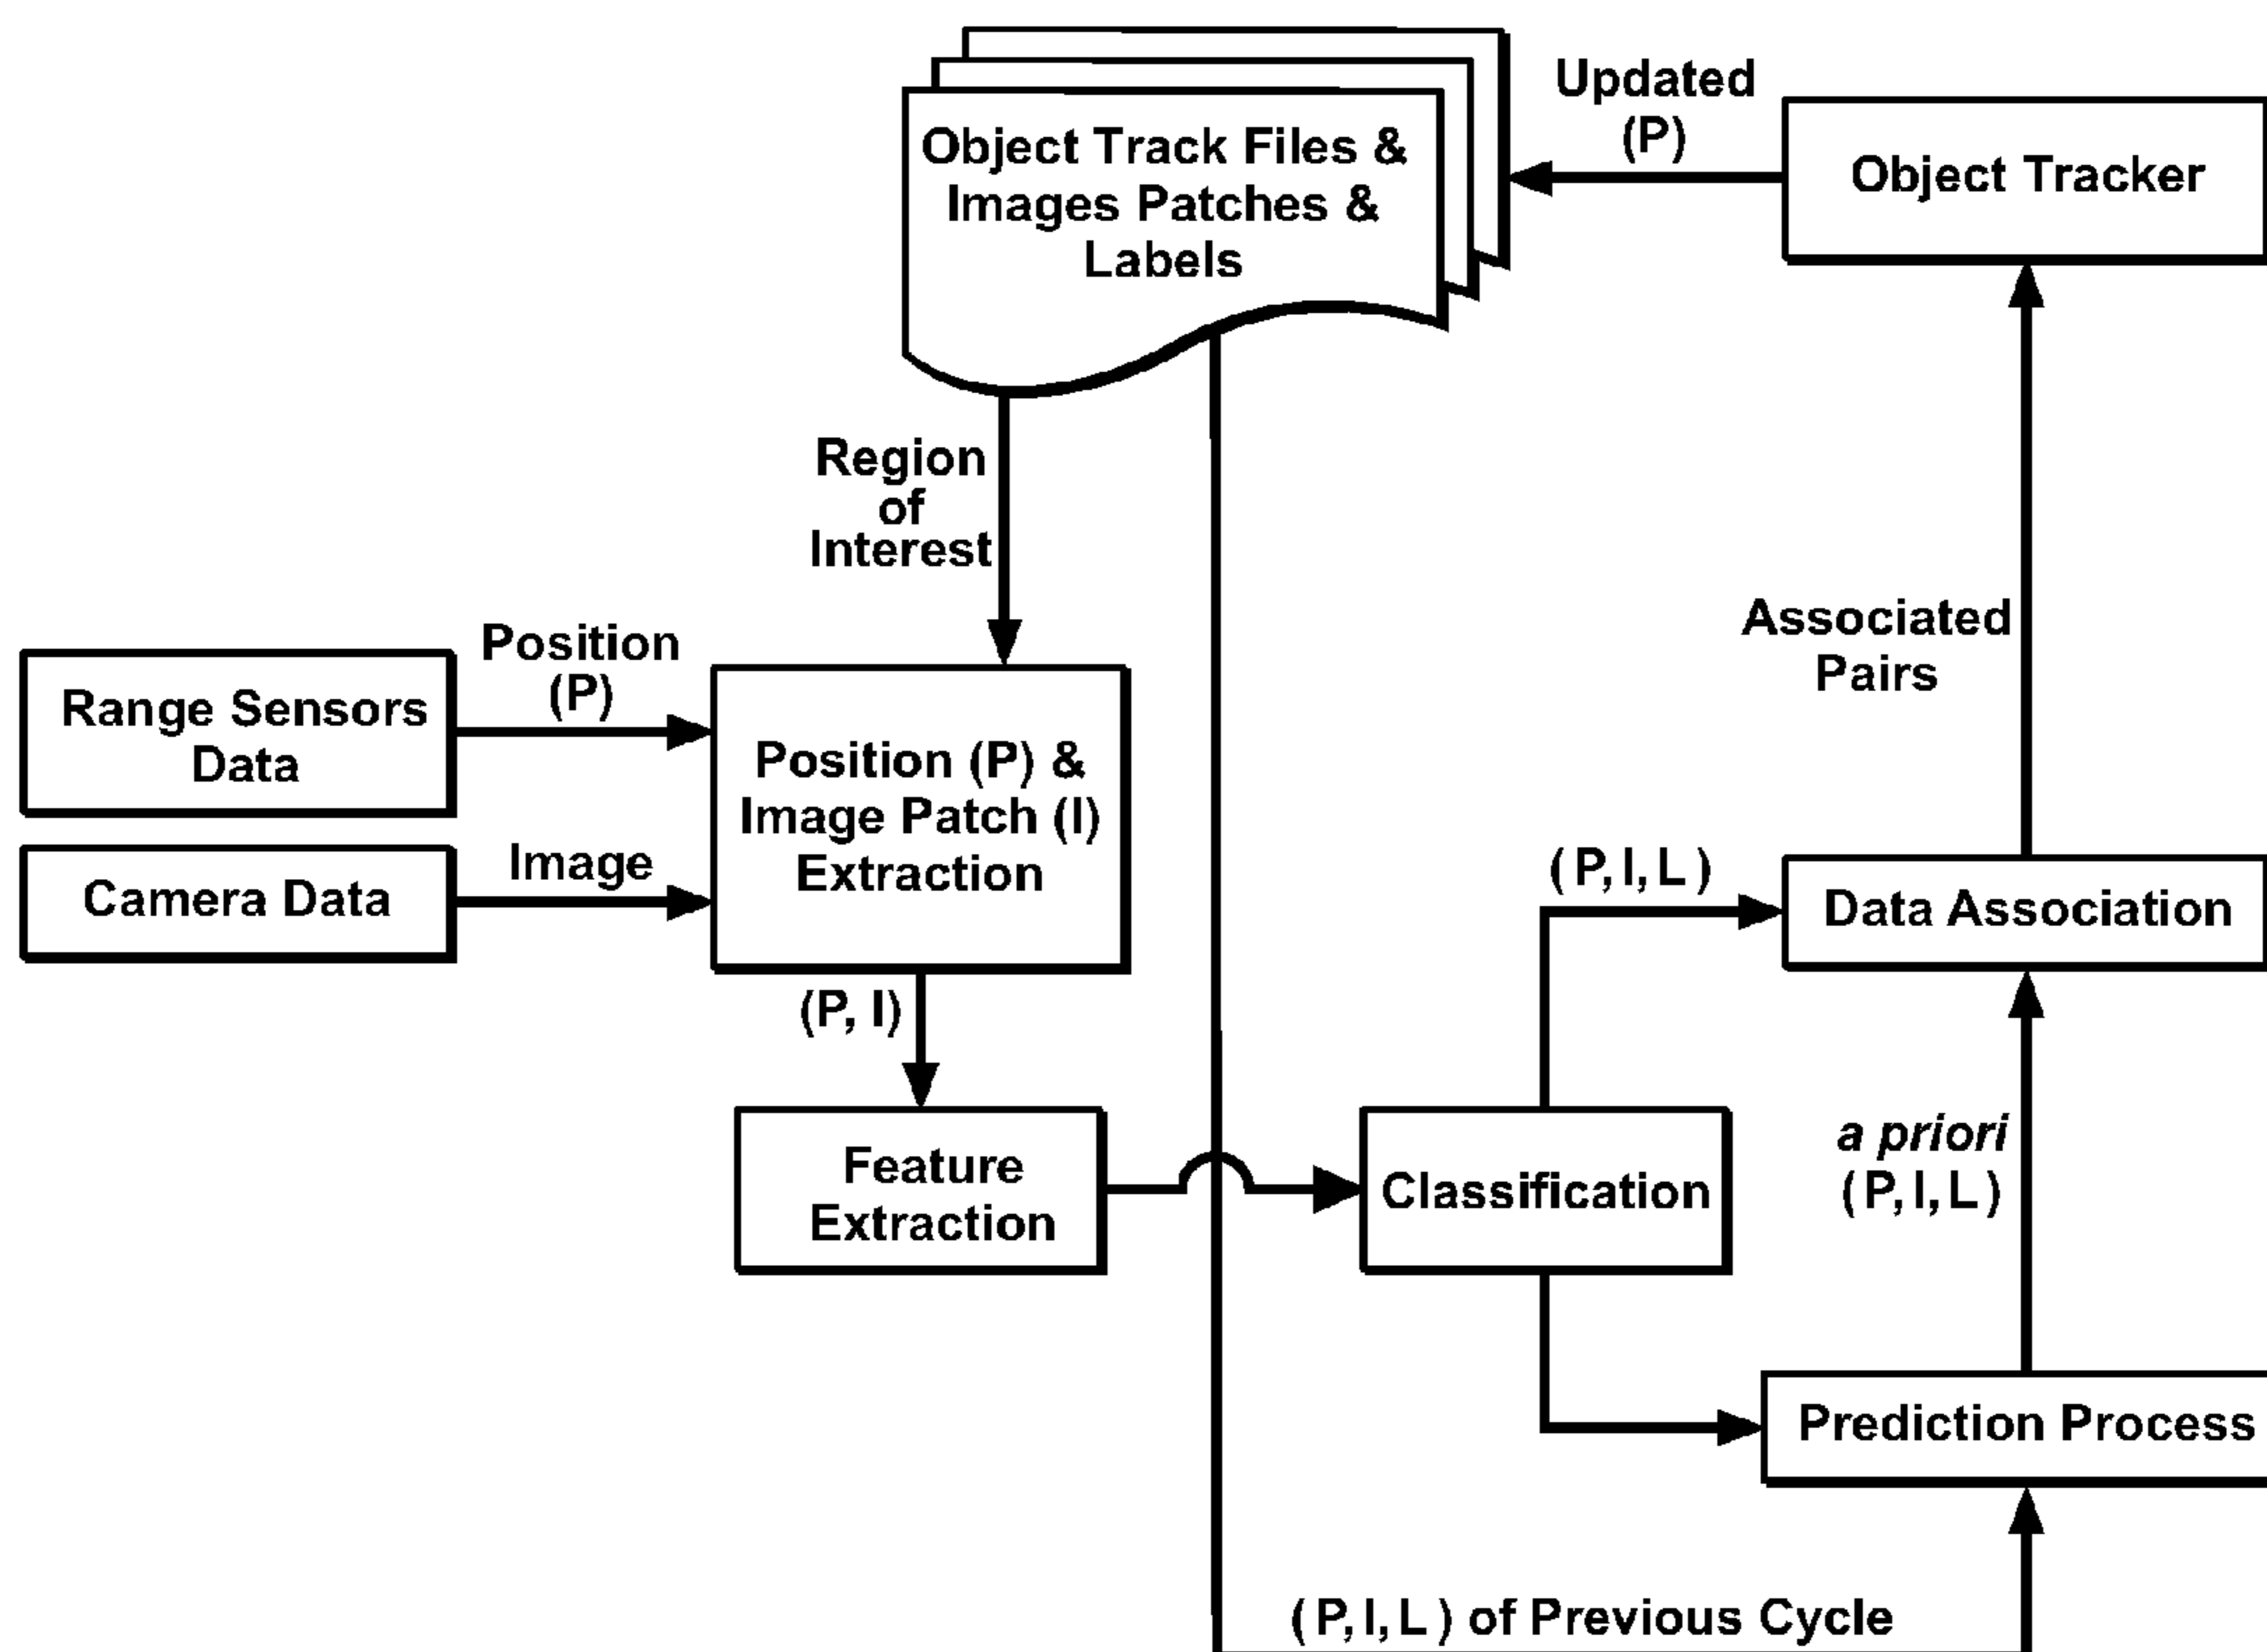 Object Track Files &
Images Patches &
Labels
Updated
(P)
Object Tracker
Region
of
Interest
Associated
Pairs
Range Sensors
Data
Position
(P)
Position (P) &
Image Patch (I)
Extraction
Camera Data
Image
(P, I)
(P, I, L)
Data Association
Feature
Extraction
Classification
a priori
(P, I, L)
Prediction Process
(P, I, L) of Previous Cycle